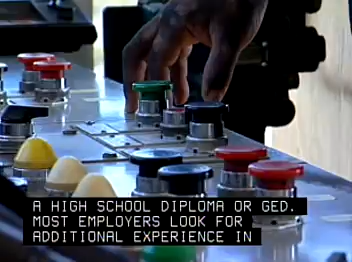 A HIGH SCHOOL DIPLOMA OR GED.
MOST EMPLOYERS LOOK FOR
ADDITIONAL EXPERIENCE IN